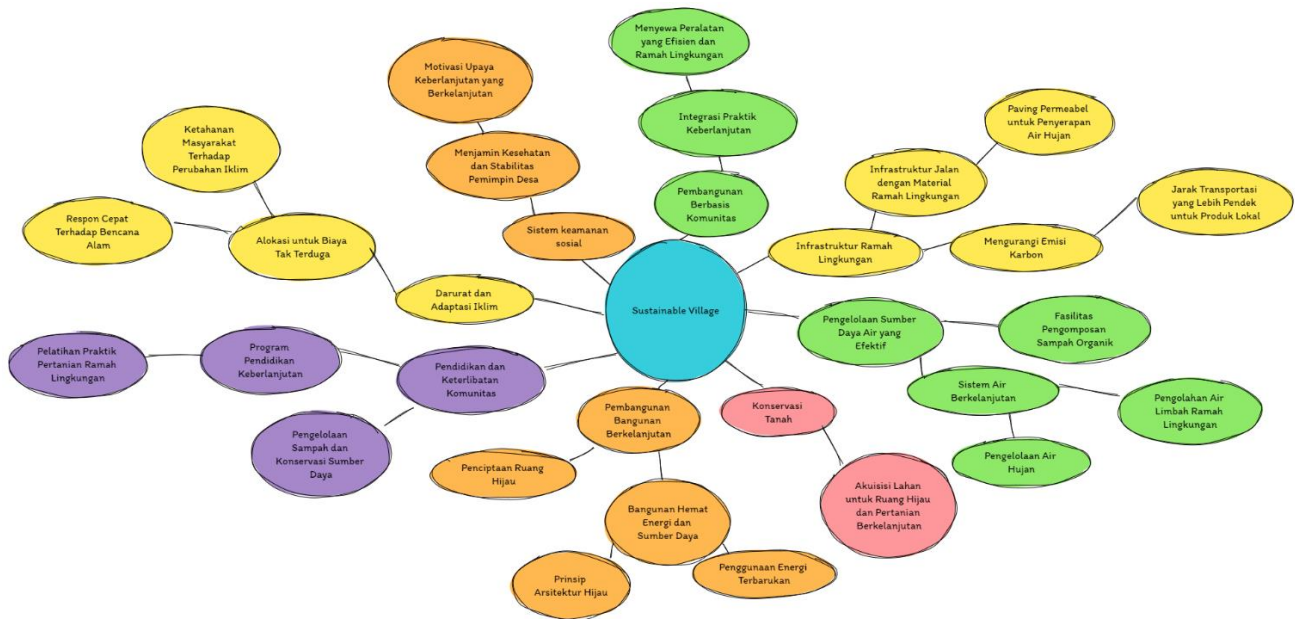 Menyewa Peralatan
yang Efisien dan
Ramah Lingkungan
Motivasi Upaya
Keberlanjutan yang
Berkelanjutan
Integrasi Praktik
Keberlanjutan
Paving Permeabel
untuk Penyerapan
Air Hujan
Ketahanan
Masyarakat
Terhadap
Perubahan Iklim
Menjamin Kesehatan
dan Stabilitas
Pemimpin Desa
Infrastruktur Jalan
dengan Material
Ramah Lingkungan
Jarak Transportasi
yang Lebih Pendek
untuk Produk Lokal
Pembangunan
Berbasis
Komunitas
Respon Cepat
Terhadap Bencana
Alam
Alokasi untuk Biaya
Tak Terduga
Sistem keamanan
sosial
Infrastruktur Ramah
Lingkungan
Mengurangi Emisi
Karbon
Darurat dan
Adaptasi Iklim
Sustainable Village
Pengelolaan Sumber
Daya Air yang
Efektif
Fasilitas
Pengomposan
Sampah Organik
Pelatihan Praktik
Pertanian Ramah
Lingkungan
Program
Pendidikan
Keberlanjutan
Pendidikan dan
Keterlibatan
Komunitas
Sistem Air
Berkelanjutan
Pembangunan
Bangunan
Berkelanjutan
Konservasi
Tanah
Pengolahan Air
Limbah Ramah
Lingkungan
Pengelolaan
Sampah dan
Konservasi Sumber
Daya
Penciptaan Ruang
Hijau
Pengelolaan Air
Hujan
Akuisisi Lahan
untuk Ruang Hijau
dan Pertanian
Berkelanjutan
Bangunan Hemat
Energi dan
Sumber Daya
Prinsip
Arsitektur Hijau
Penggunaan Energi
Terbarukan